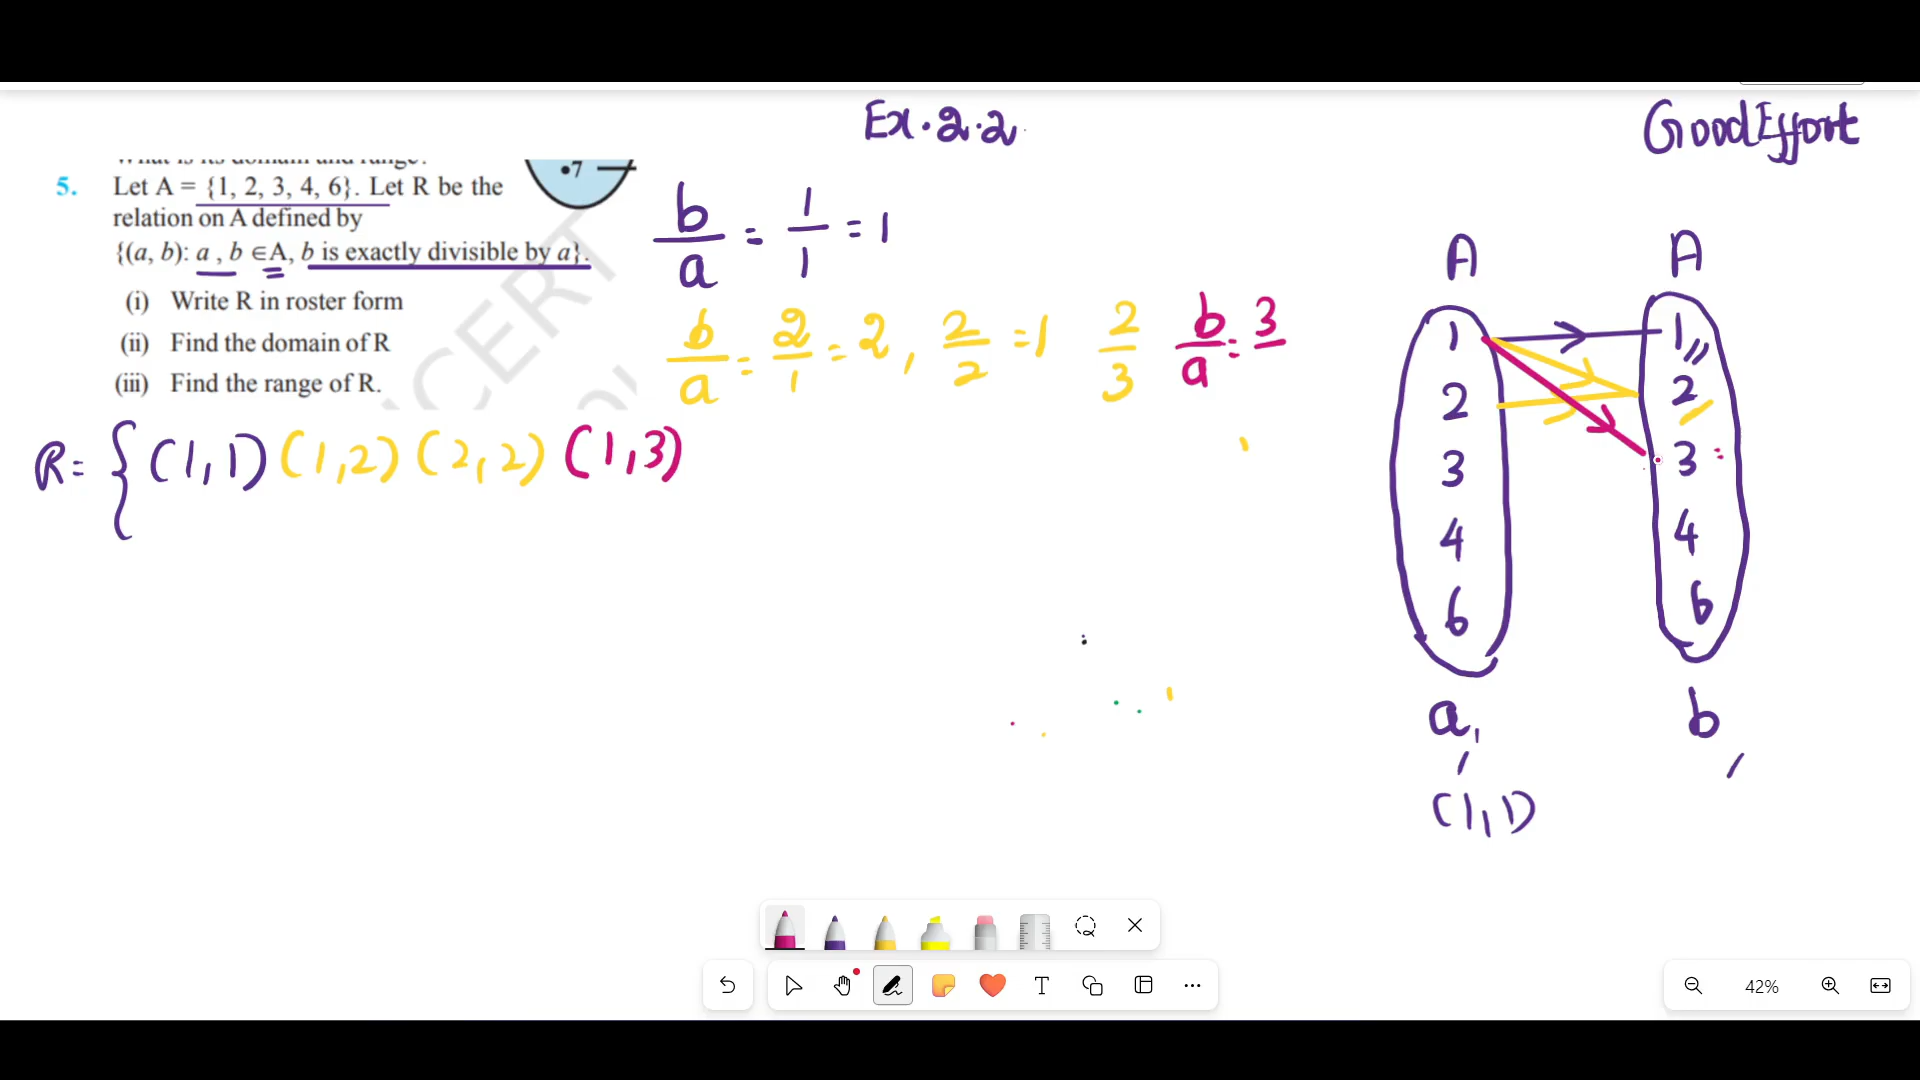 Ex.2.2
GoodEffort
5. Let A = {1, 2, 3, 4, 6}. Let R be the
relation on A defined by
{(a, b): a , b ∈A, b is exactly divisible by a}.
(i) Write R in roster form
(ii) Find the domain of R
(iii) Find the range of R.
•7
NCERT
b/a = 1/1 = 1
b/a = 2/1 = 2, 2/2 = 1 2/3 b/a = 3
R = { (1,1) (1,2) (2,2) (1,3)
A A
1 1,,
2 2
3 3
4 4
6 6
a, b
(1,1)
42%